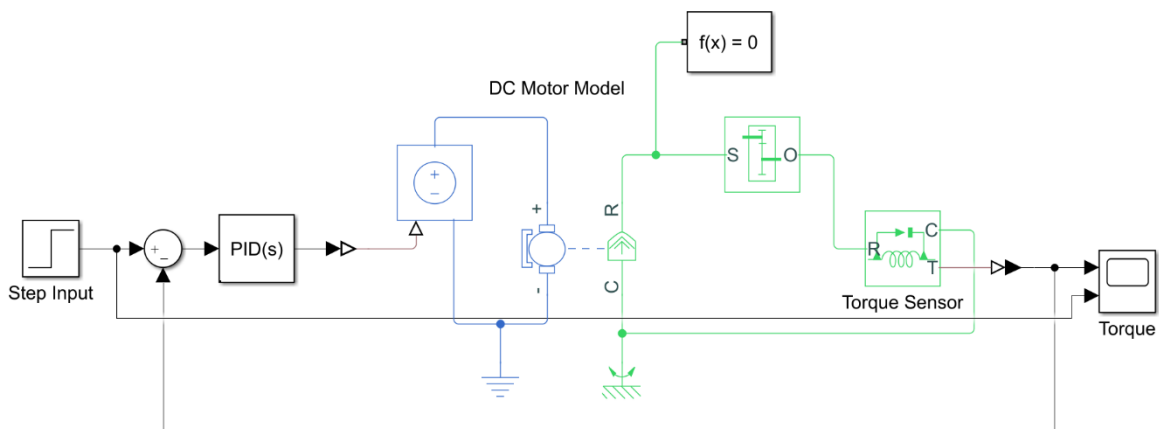 f(x) = 0
DC Motor Model
S
O
+
-
+
-
R
C
Step Input
+
-
PID(s)
R
C
T
Torque Sensor
Torque